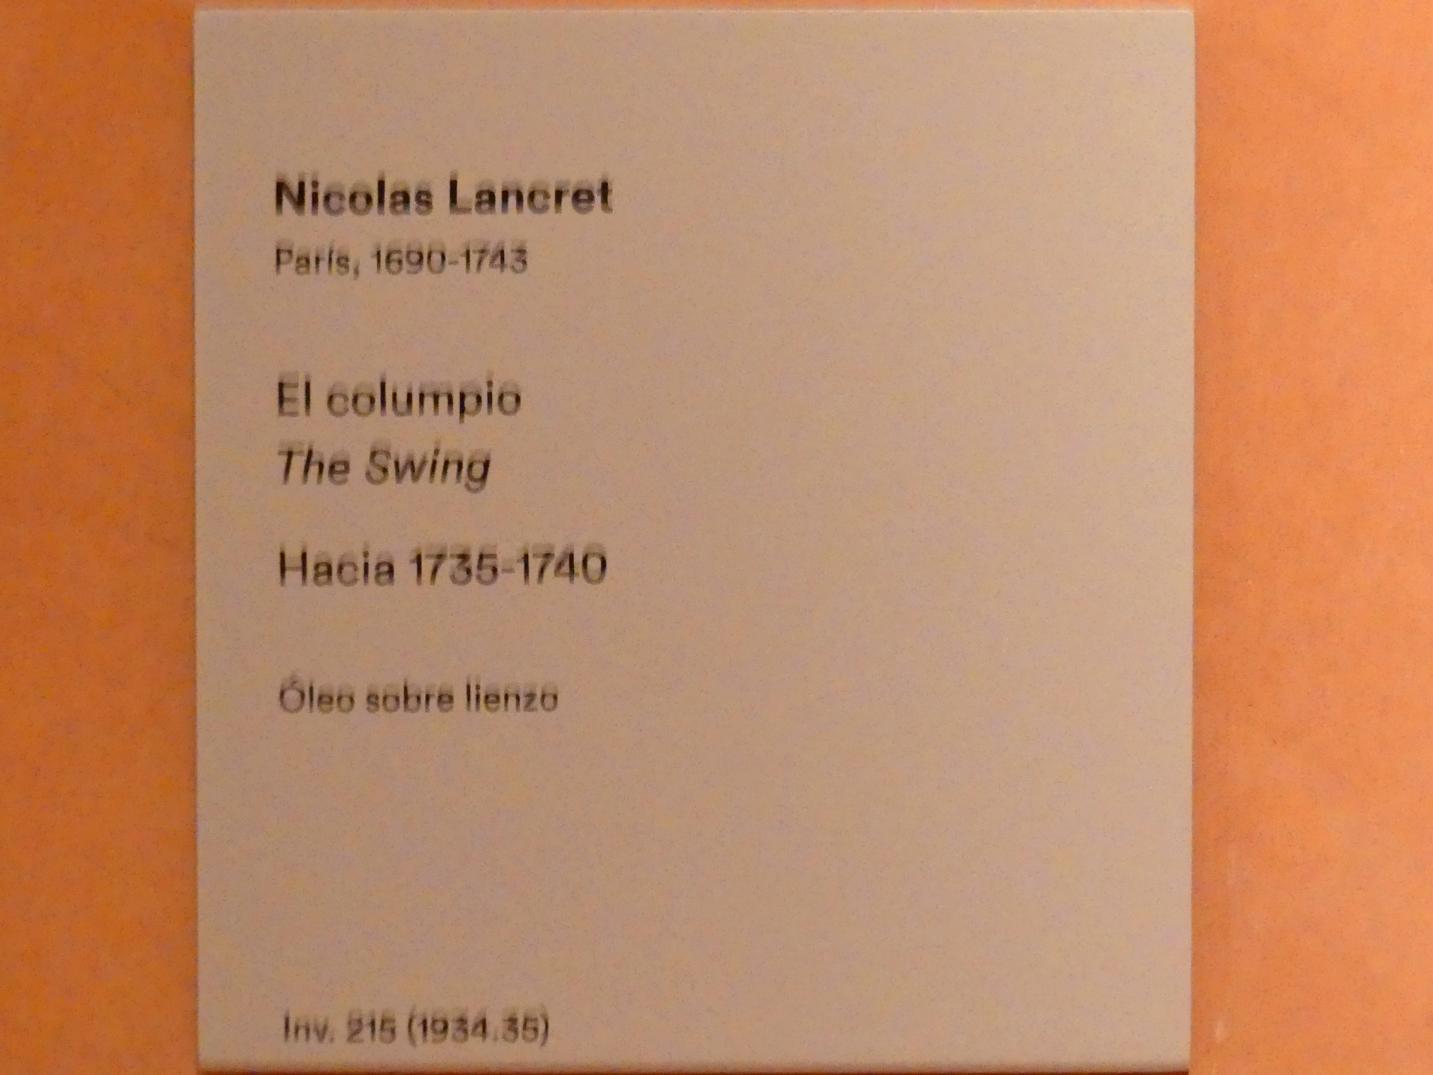 Nicolas Lancret
París, 1690-1743
El columpio
The Swing
Hacia 1735-1740
Óleo sobre lienzo
Inv. 215 (1934.35)